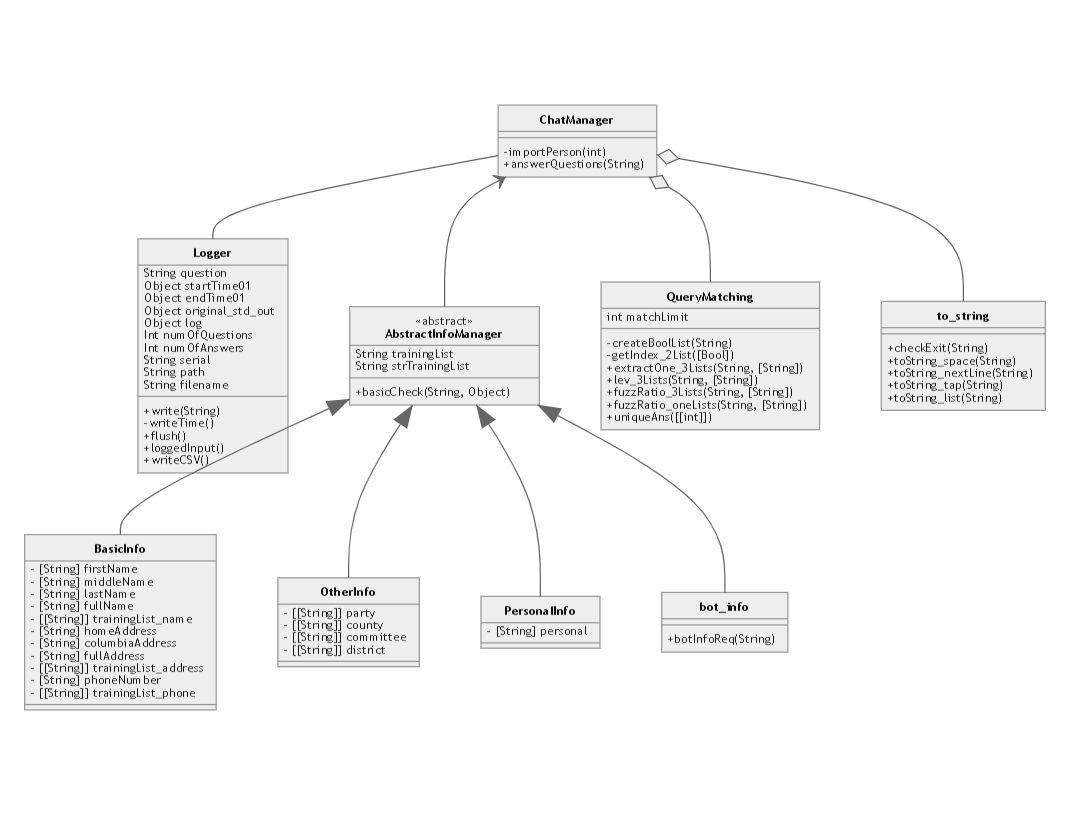 ChatManager
-importPerson(int)
+answerQuestions(String)
Logger
String question
Object startTime01
Object endTime01
Object original_std_out
Object log
Int numOfQuestions
Int numOfAnswers
String serial
String path
String filename
+write(String)
-writeTime()
+flush()
+loggedInput()
+writeCSV()
«abstract»
AbstractInfoManager
String trainingList
String strTrainingList
+basicCheck(String, Object)
QueryMatching
int matchLimit
-createBoolList(String)
-getIndex_2List([Bool])
+extractOne_3Lists(String, [String])
+lev_3Lists(String, [String])
+fuzzRatio_3Lists(String, [String])
+fuzzRatio_oneLists(String, [String])
+uniqueAns([[int]])
to_string
+checkExit(String)
+toString_space(String)
+toString_nextLine(String)
+toString_tap(String)
+toString_list(String)
BasicInfo
- [String] firstName
- [String] middleName
- [String] lastName
- [String] fullName
- [[String]] trainingList_name
- [String] homeAddress
- [String] columbiaAddress
- [String] fullAddress
- [[String]] trainingList_address
- [String] phoneNumber
- [[String]] trainingList_phone
OtherInfo
- [[String]] party
- [[String]] county
- [[String]] committee
- [[String]] district
PersonalInfo
- [String] personal
bot_info
+botInfoReq(String)